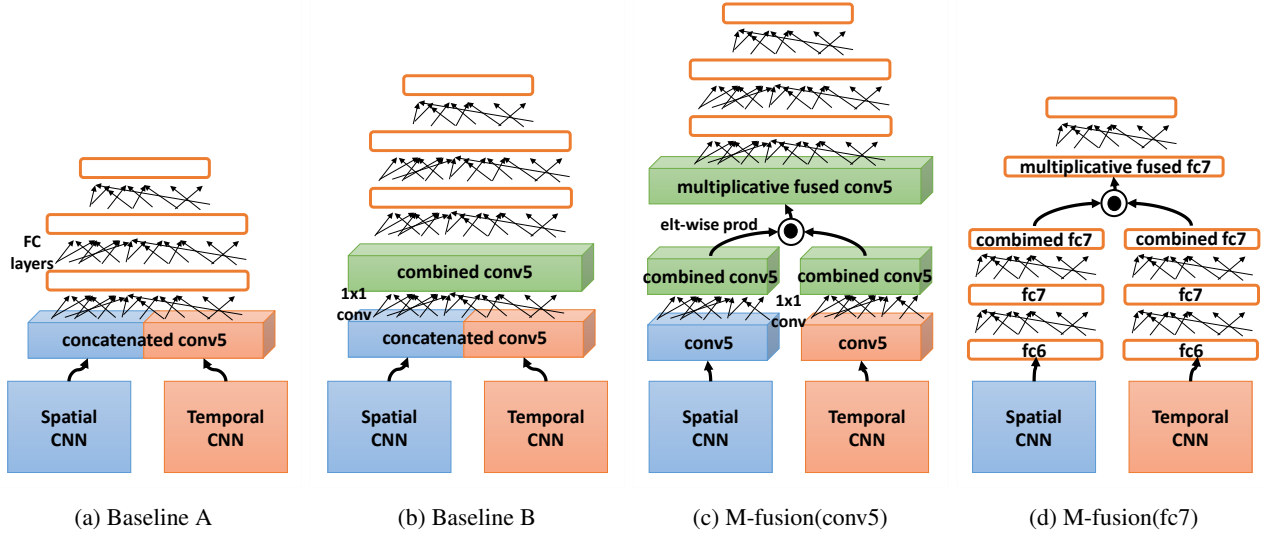 FC
layers
concatenated conv5
Spatial
CNN
Temporal
CNN
(a) Baseline A
combined conv5
1x1
conv
concatenated conv5
Spatial
CNN
Temporal
CNN
(b) Baseline B
multiplicative fused conv5
elt-wise prod
combined conv5
combined conv5
1x1
conv
conv5
conv5
Spatial
CNN
Temporal
CNN
(c) M-fusion(conv5)
multiplicative fused fc7
combimed fc7
combined fc7
fc7
fc7
fc6
fc6
Spatial
CNN
Temporal
CNN
(d) M-fusion(fc7)